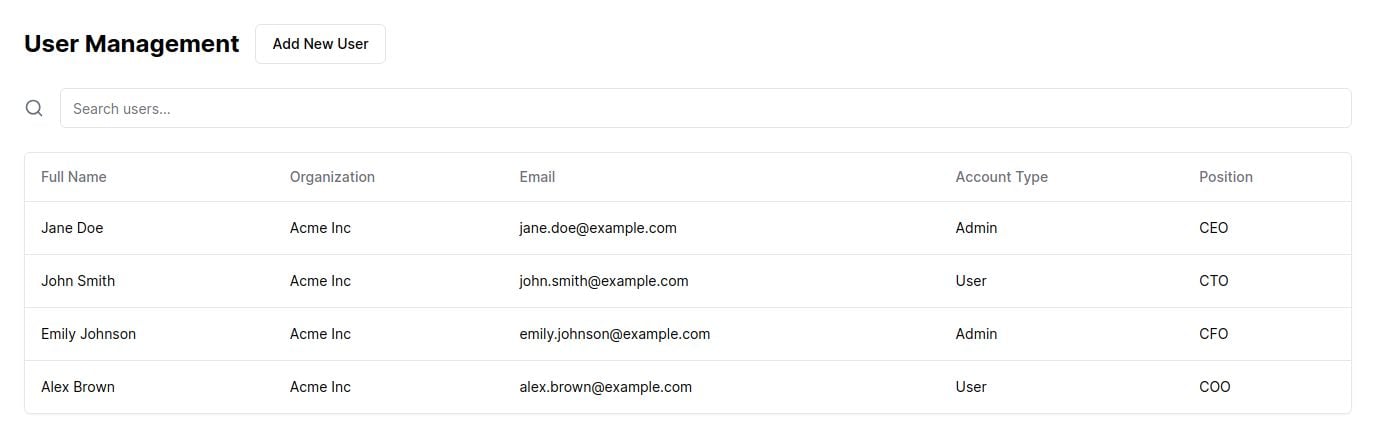 User Management Add New User
Search users...
Full Name Organization Email Account Type Position
Jane Doe Acme Inc jane.doe@example.com Admin CEO
John Smith Acme Inc john.smith@example.com User CTO
Emily Johnson Acme Inc emily.johnson@example.com Admin CFO
Alex Brown Acme Inc alex.brown@example.com User COO